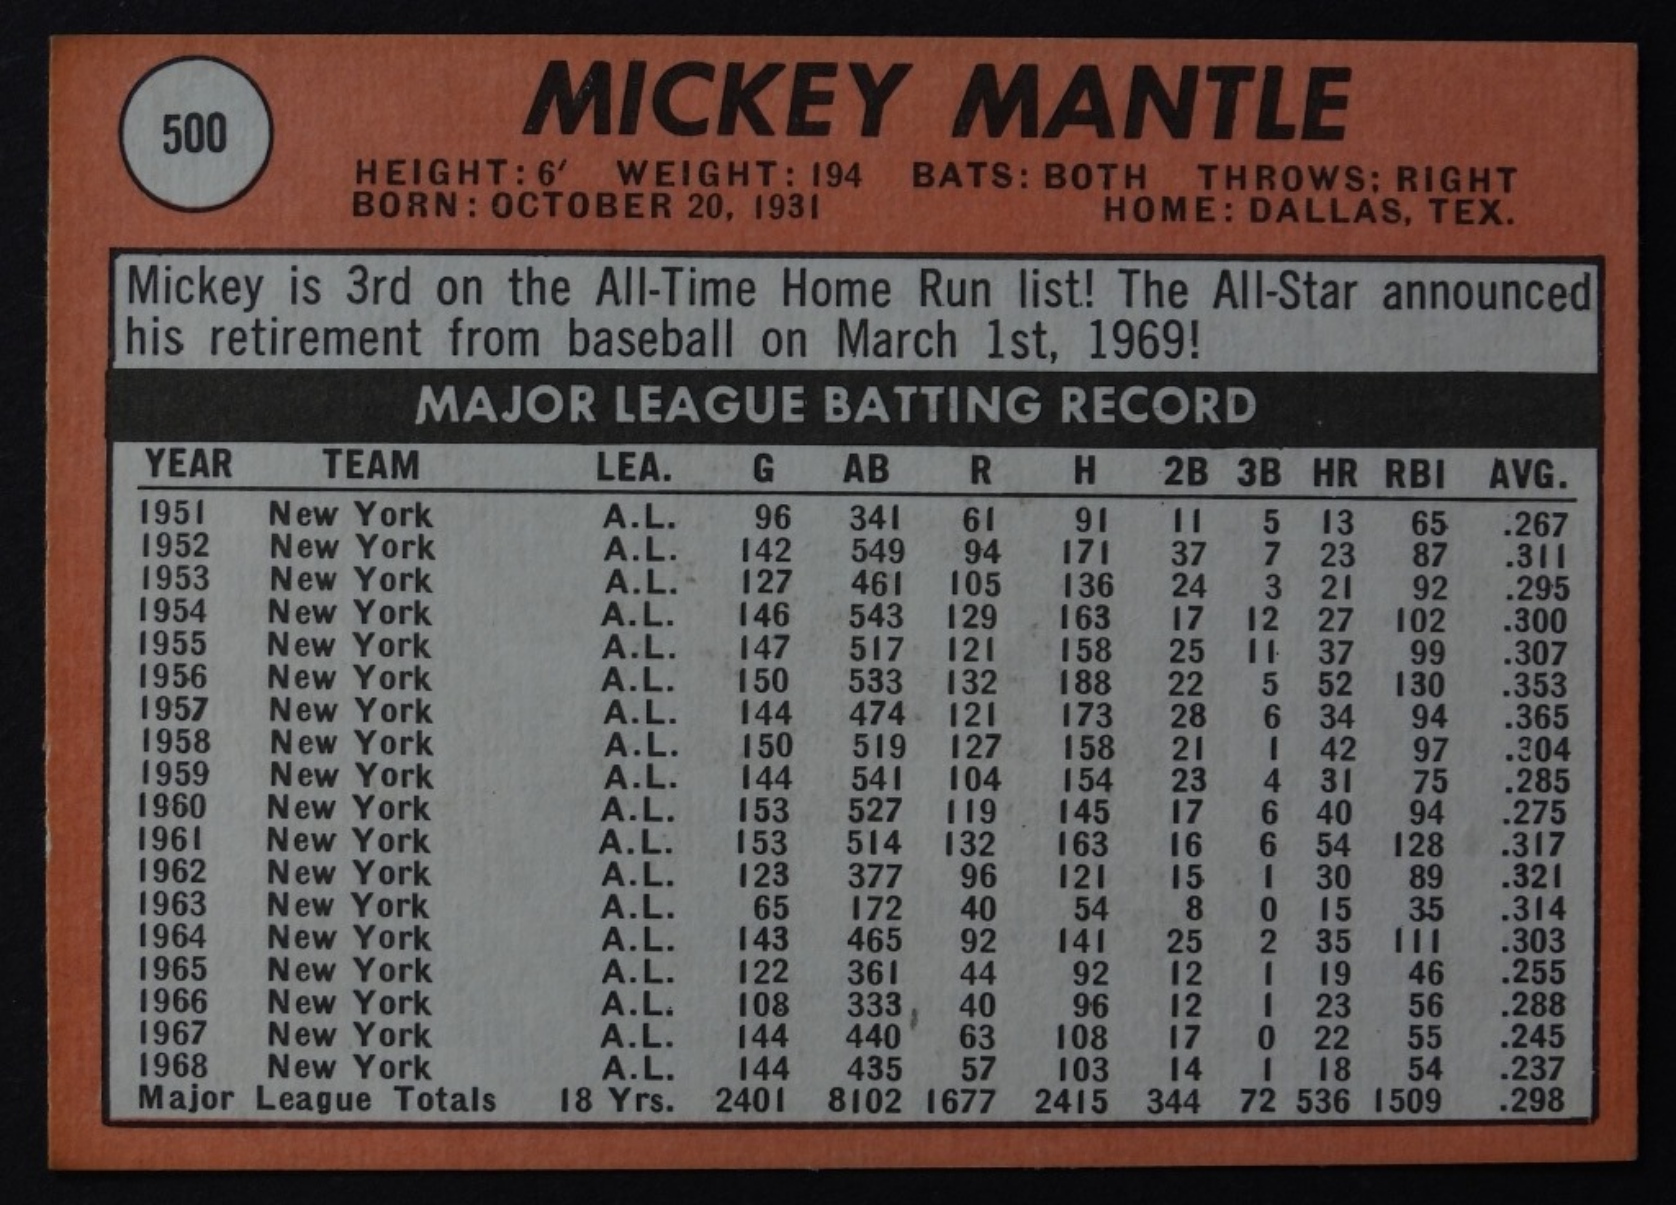 500
MICKEY MANTLE
HEIGHT: 6′ WEIGHT: 194 BATS: BOTH THROWS: RIGHT
BORN: OCTOBER 20, 1931 HOME: DALLAS, TEX.
Mickey is 3rd on the All-Time Home Run list! The All-Star announced
his retirement from baseball on March 1st, 1969!
MAJOR LEAGUE BATTING RECORD
YEAR TEAM LEA. G AB R H 2B 3B HR RBI AVG.
1951 New York A.L. 96 341 61 91 11 5 13 65 .267
1952 New York A.L. 142 549 94 171 37 7 23 87 .311
1953 New York A.L. 127 461 105 136 24 3 21 92 .295
1954 New York A.L. 146 543 129 163 17 12 27 102 .300
1955 New York A.L. 147 517 121 158 25 11 37 99 .307
1956 New York A.L. 150 533 132 188 22 5 52 130 .353
1957 New York A.L. 144 474 121 173 28 6 34 94 .365
1958 New York A.L. 150 519 127 158 21 1 42 97 .304
1959 New York A.L. 144 541 104 154 23 4 31 75 .285
1960 New York A.L. 153 527 119 145 17 6 40 94 .275
1961 New York A.L. 153 514 132 163 16 6 54 128 .317
1962 New York A.L. 123 377 96 121 15 1 30 89 .321
1963 New York A.L. 65 172 40 54 8 0 15 35 .314
1964 New York A.L. 143 465 92 141 25 2 35 111 .303
1965 New York A.L. 122 361 44 92 12 1 19 46 .255
1966 New York A.L. 108 333 40 96 12 1 23 56 .288
1967 New York A.L. 144 440 63 108 17 0 22 55 .245
1968 New York A.L. 144 435 57 103 14 1 18 54 .237
Major League Totals 18 Yrs. 2401 8102 1677 2415 344 72 536 1509 .298